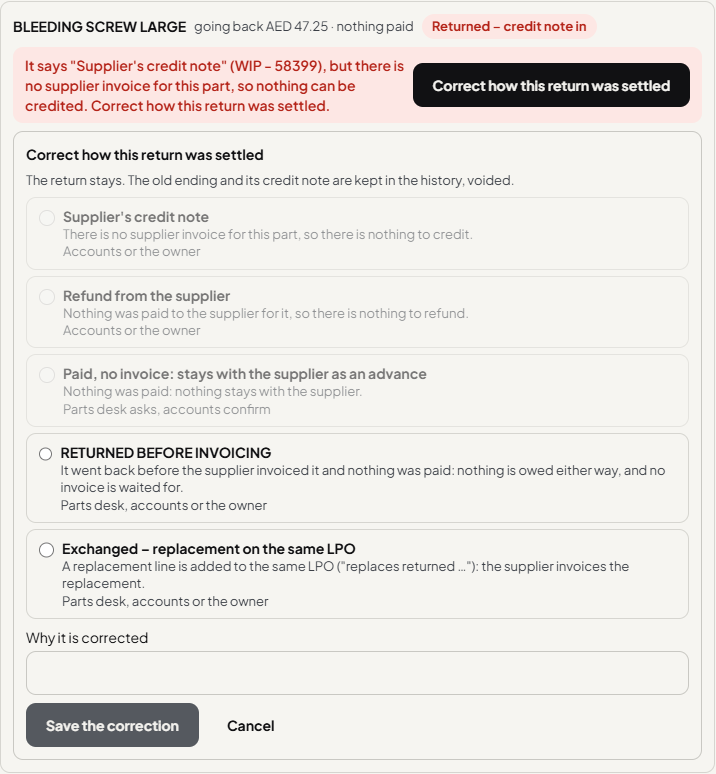 BLEEDING SCREW LARGE going back AED 47.25 · nothing paid Returned – credit note in
It says "Supplier's credit note" (WIP - 58399), but there is
no supplier invoice for this part, so nothing can be
credited. Correct how this return was settled.
Correct how this return was settled
Correct how this return was settled
The return stays. The old ending and its credit note are kept in the history, voided.
Supplier's credit note
There is no supplier invoice for this part, so there is nothing to credit.
Accounts or the owner
Refund from the supplier
Nothing was paid to the supplier for it, so there is nothing to refund.
Accounts or the owner
Paid, no invoice: stays with the supplier as an advance
Nothing was paid: nothing stays with the supplier.
Parts desk asks, accounts confirm
RETURNED BEFORE INVOICING
It went back before the supplier invoiced it and nothing was paid: nothing is owed either way, and no
invoice is waited for.
Parts desk, accounts or the owner
Exchanged – replacement on the same LPO
A replacement line is added to the same LPO ("replaces returned ..."): the supplier invoices the
replacement.
Parts desk, accounts or the owner
Why it is corrected
Save the correction Cancel